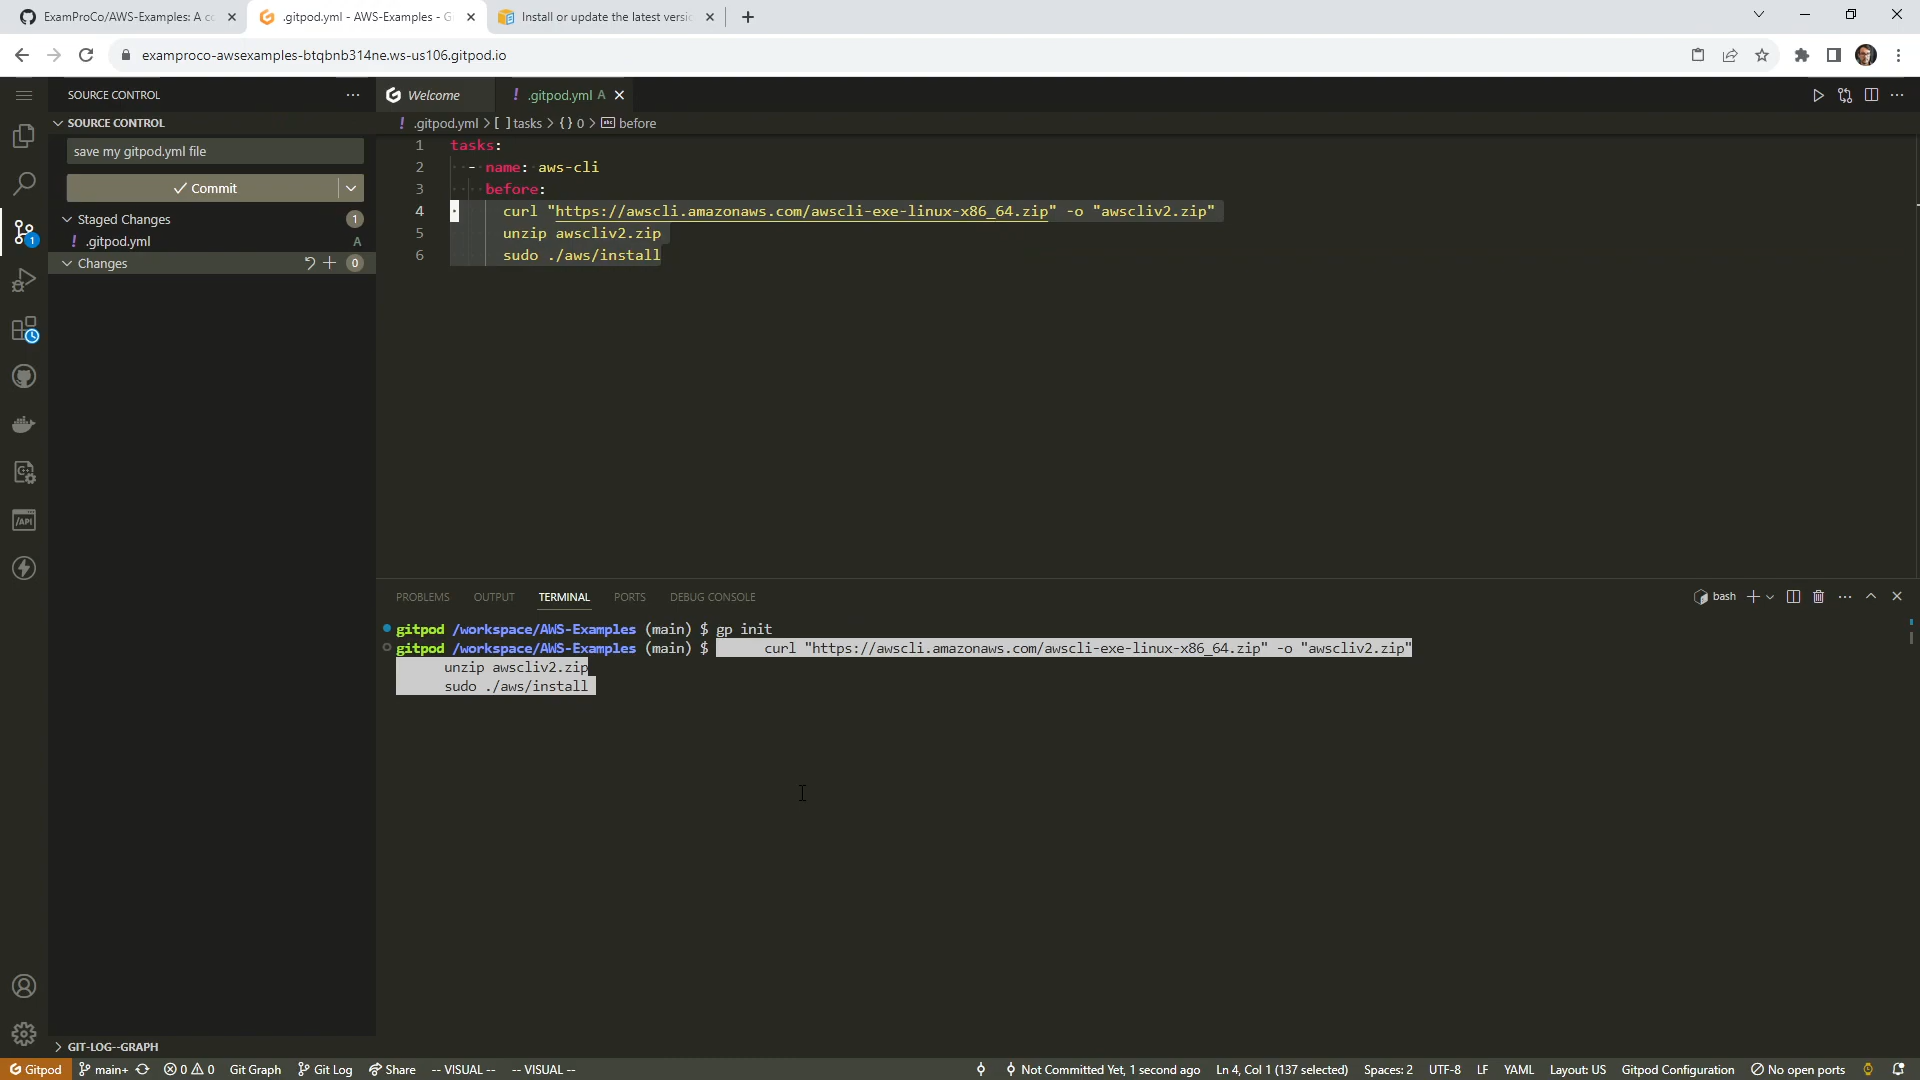 ExamProCo/AWS-Examples: A co
.gitpod.yml - AWS-Examples - G
Install or update the latest versi
examproco-awsexamples-btqbnb314ne.ws-us106.gitpod.io
SOURCE CONTROL
Welcome
! .gitpod.yml A
SOURCE CONTROL
! .gitpod.yml > [ ] tasks > { } 0 > abc before
save my gitpod.yml file
Commit
Staged Changes 1
! .gitpod.yml A
Changes 0
1 tasks:
2 - name: aws-cli
3 before:
4 curl "https://awscli.amazonaws.com/awscli-exe-linux-x86_64.zip" -o "awscliv2.zip"
5 unzip awscliv2.zip
6 sudo ./aws/install
1
/API
PROBLEMS OUTPUT TERMINAL PORTS DEBUG CONSOLE
bash
gitpod /workspace/AWS-Examples (main) $ gp init
gitpod /workspace/AWS-Examples (main) $ curl "https://awscli.amazonaws.com/awscli-exe-linux-x86_64.zip" -o "awscliv2.zip"
unzip awscliv2.zip
sudo ./aws/install
GIT-LOG--GRAPH
Gitpod main+ 0 0 Git Graph Git Log Share -- VISUAL -- -- VISUAL -- Not Committed Yet, 1 second ago Ln 4, Col 1 (137 selected) Spaces: 2 UTF-8 LF YAML Layout: US Gitpod Configuration No open ports